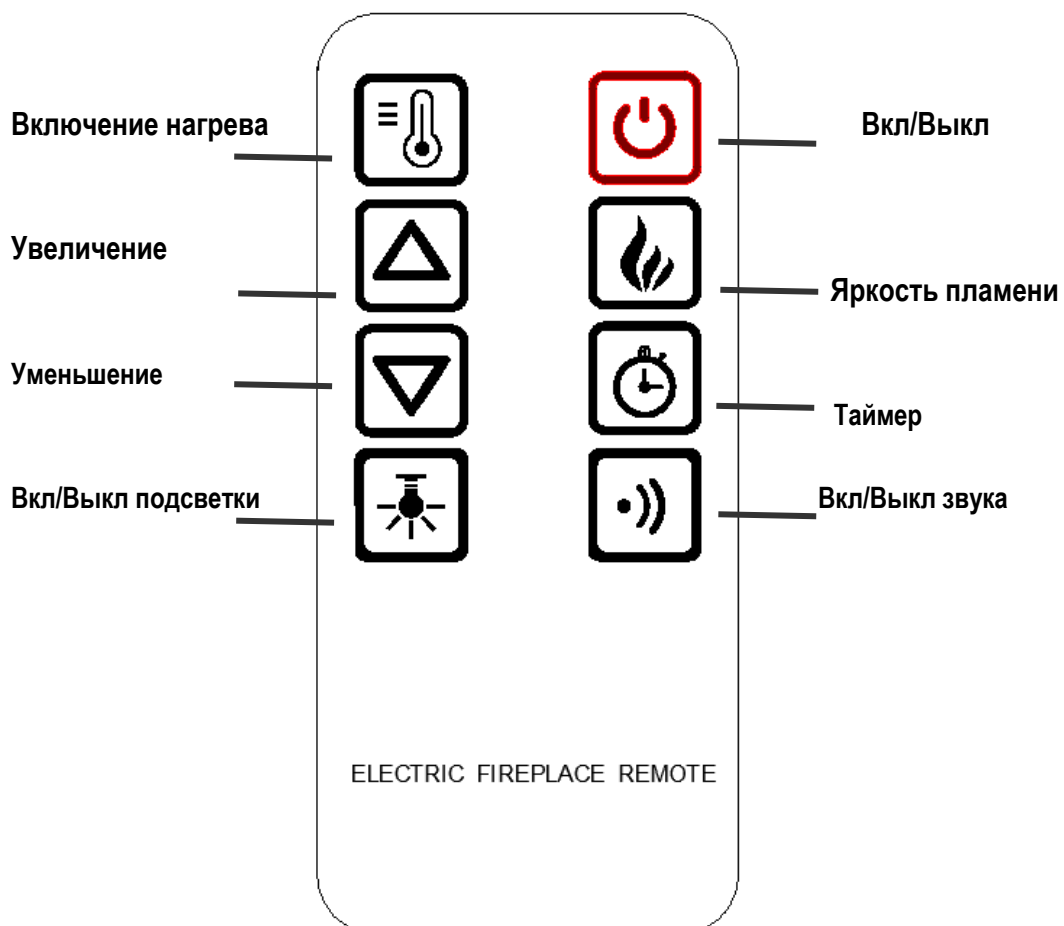 Включение нагрева
Вкл/Выкл
Увеличение
Яркость пламени
Уменьшение
Таймер
Вкл/Выкл подсветки
Вкл/Выкл звука
ELECTRIC FIREPLACE REMOTE